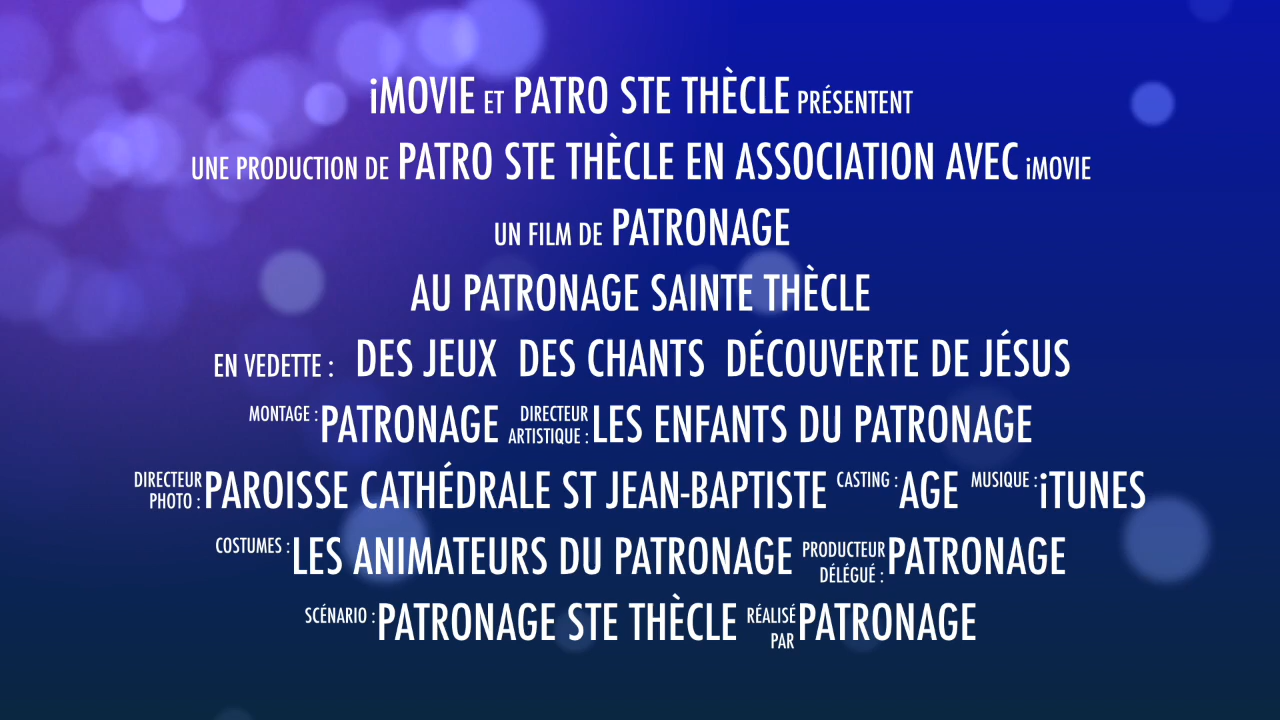 iMOVIE ET PATRO STE THÈCLE PRÉSENTENT
UNE PRODUCTION DE PATRO STE THÈCLE EN ASSOCIATION AVEC iMOVIE
UN FILM DE PATRONAGE
AU PATRONAGE SAINTE THÈCLE
EN VEDETTE : DES JEUX DES CHANTS DÉCOUVERTE DE JÉSUS
MONTAGE : PATRONAGE DIRECTEUR ARTISTIQUE : LES ENFANTS DU PATRONAGE
DIRECTEUR PHOTO : PAROISSE CATHÉDRALE ST JEAN-BAPTISTE CASTING : AGE MUSIQUE : iTUNES
COSTUMES : LES ANIMATEURS DU PATRONAGE PRODUCTEUR DÉLÉGUÉ : PATRONAGE
SCÉNARIO : PATRONAGE STE THÈCLE RÉALISÉ PAR PATRONAGE